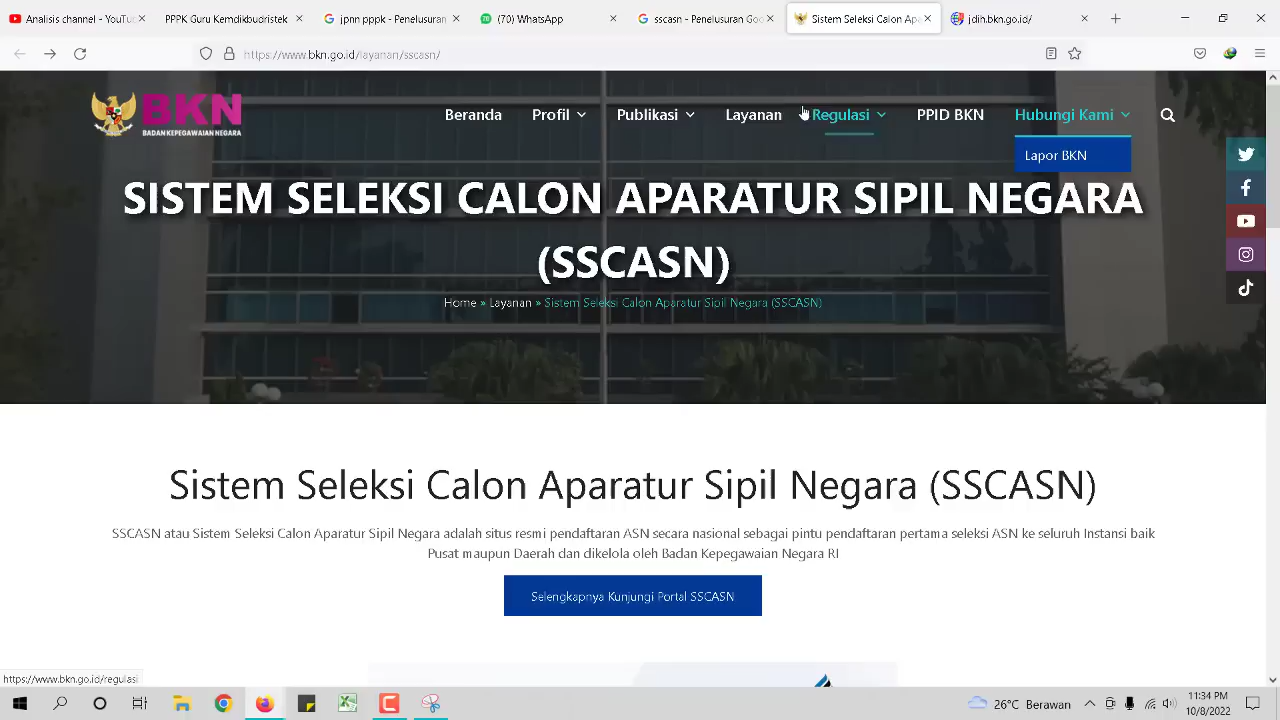 Analisis channel - YouTu
PPPK Guru Kemdikbudristek
jpnn pppk - Penelusuran
(70) WhatsApp
sscasn - Penelusuran Go
Sistem Seleksi Calon Apa
jdih.bkn.go.id/
https://www.bkn.go.id/layanan/sscasn/
BKN
BADAN KEPEGAWAIAN NEGARA
Beranda
Profil
Publikasi
Layanan
Regulasi
PPID BKN
Hubungi Kami
Lapor BKN
SISTEM SELEKSI CALON APARATUR SIPIL NEGARA
(SSCASN)
Home » Layanan » Sistem Seleksi Calon Aparatur Sipil Negara (SSCASN)
Sistem Seleksi Calon Aparatur Sipil Negara (SSCASN)
SSCASN atau Sistem Seleksi Calon Aparatur Sipil Negara adalah situs resmi pendaftaran ASN secara nasional sebagai pintu pendaftaran pertama seleksi ASN ke seluruh Instansi baik
Pusat maupun Daerah dan dikelola oleh Badan Kepegawaian Negara RI
Selengkapnya Kunjungi Portal SSCASN
https://www.bkn.go.id/regulasi
26°C Berawan
11:34 PM
10/8/2022